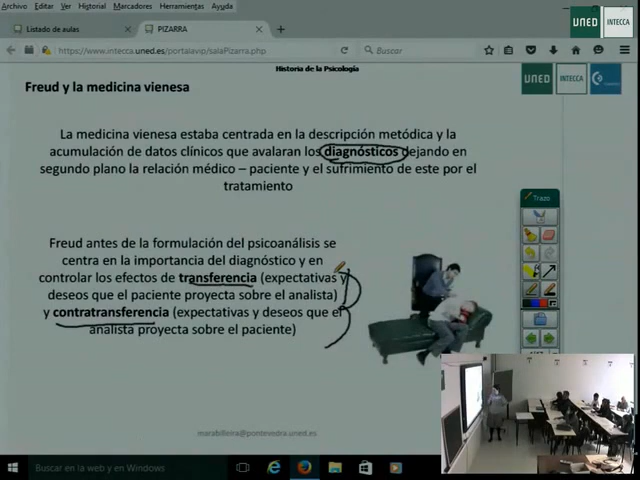 Archivo Editar Ver Historial Marcadores Herramientas Ayuda
Listado de aulas
PIZARRA
https://www.intecca.uned.es/portalavip/salaPizarra.php
Buscar
UNED
INTECCA
Historia de la Psicología
Freud y la medicina vienesa
UNED
INTECCA
La medicina vienesa estaba centrada en la descripción metódica y la
acumulación de datos clínicos que avalaran los diagnósticos dejando en
segundo plano la relación médico – paciente y el sufrimiento de este por el
tratamiento
Trazo
Freud antes de la formulación del psicoanálisis se
centra en la importancia del diagnóstico y en
controlar los efectos de transferencia (expectativas y
deseos que el paciente proyecta sobre el analista)
y contratransferencia (expectativas y deseos que el
analista proyecta sobre el paciente)
marabifeira@pontevedra.uned.es
Buscar en la web y en Windows